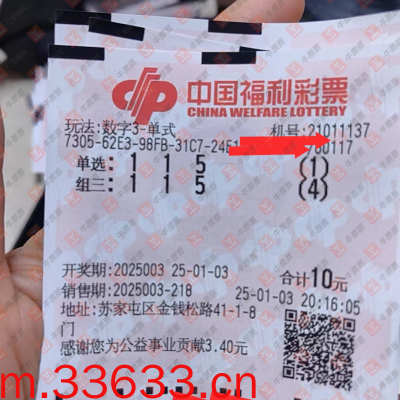 中国福利彩票
CHINA WELFARE LOTTERY
玩法:数字3-单式 机号:21011137
7305-62E3-98FB-31C7-24E
单选:1 1 5 (1)
组三:1 1 5 (4)
开奖期:2025003 25-01-03 合计10元
销售期:2025003-218 25-01-03 20:16:05
地址:苏家屯区金钱松路41-1-8
门
感谢您为公益事业贡献3.40元
m.33633.cn